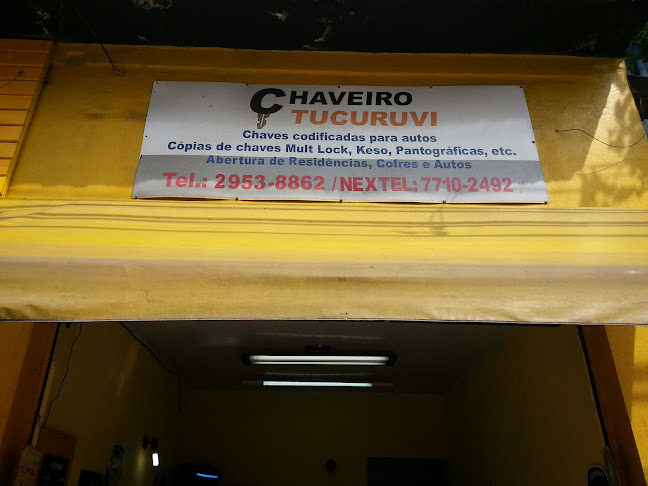 CHAVEIRO
TUCURUVI
Chaves codificadas para autos
Cópias de chaves Mult Lock, Keso, Pantográficas, etc.
Abertura de Residências, Cofres e Autos
Tel.: 2953-8862 / NEXTEL: 7710-2492